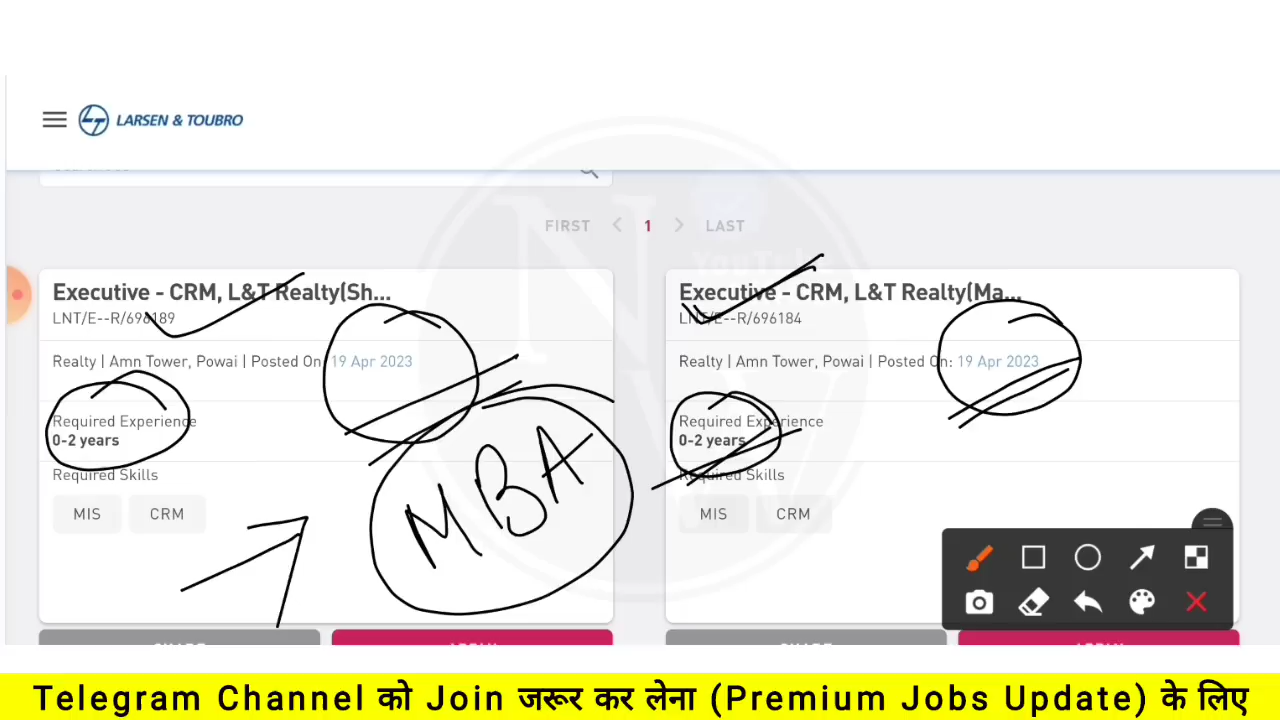 LARSEN & TOUBRO
FIRST < 1 > LAST
Executive - CRM, L&T Realty(Sh...
LNT/E--R/696189
Realty | Amn Tower, Powai | Posted On: 19 Apr 2023
Required Experience
0-2 years
Required Skills
MIS CRM
MBA
Executive - CRM, L&T Realty(Ma...
LNT/E--R/696184
Realty | Amn Tower, Powai | Posted On: 19 Apr 2023
Required Experience
0-2 years
Required Skills
MIS CRM
YouTube
Telegram Channel को Join जरूर कर लेना (Premium Jobs Update) के लिए